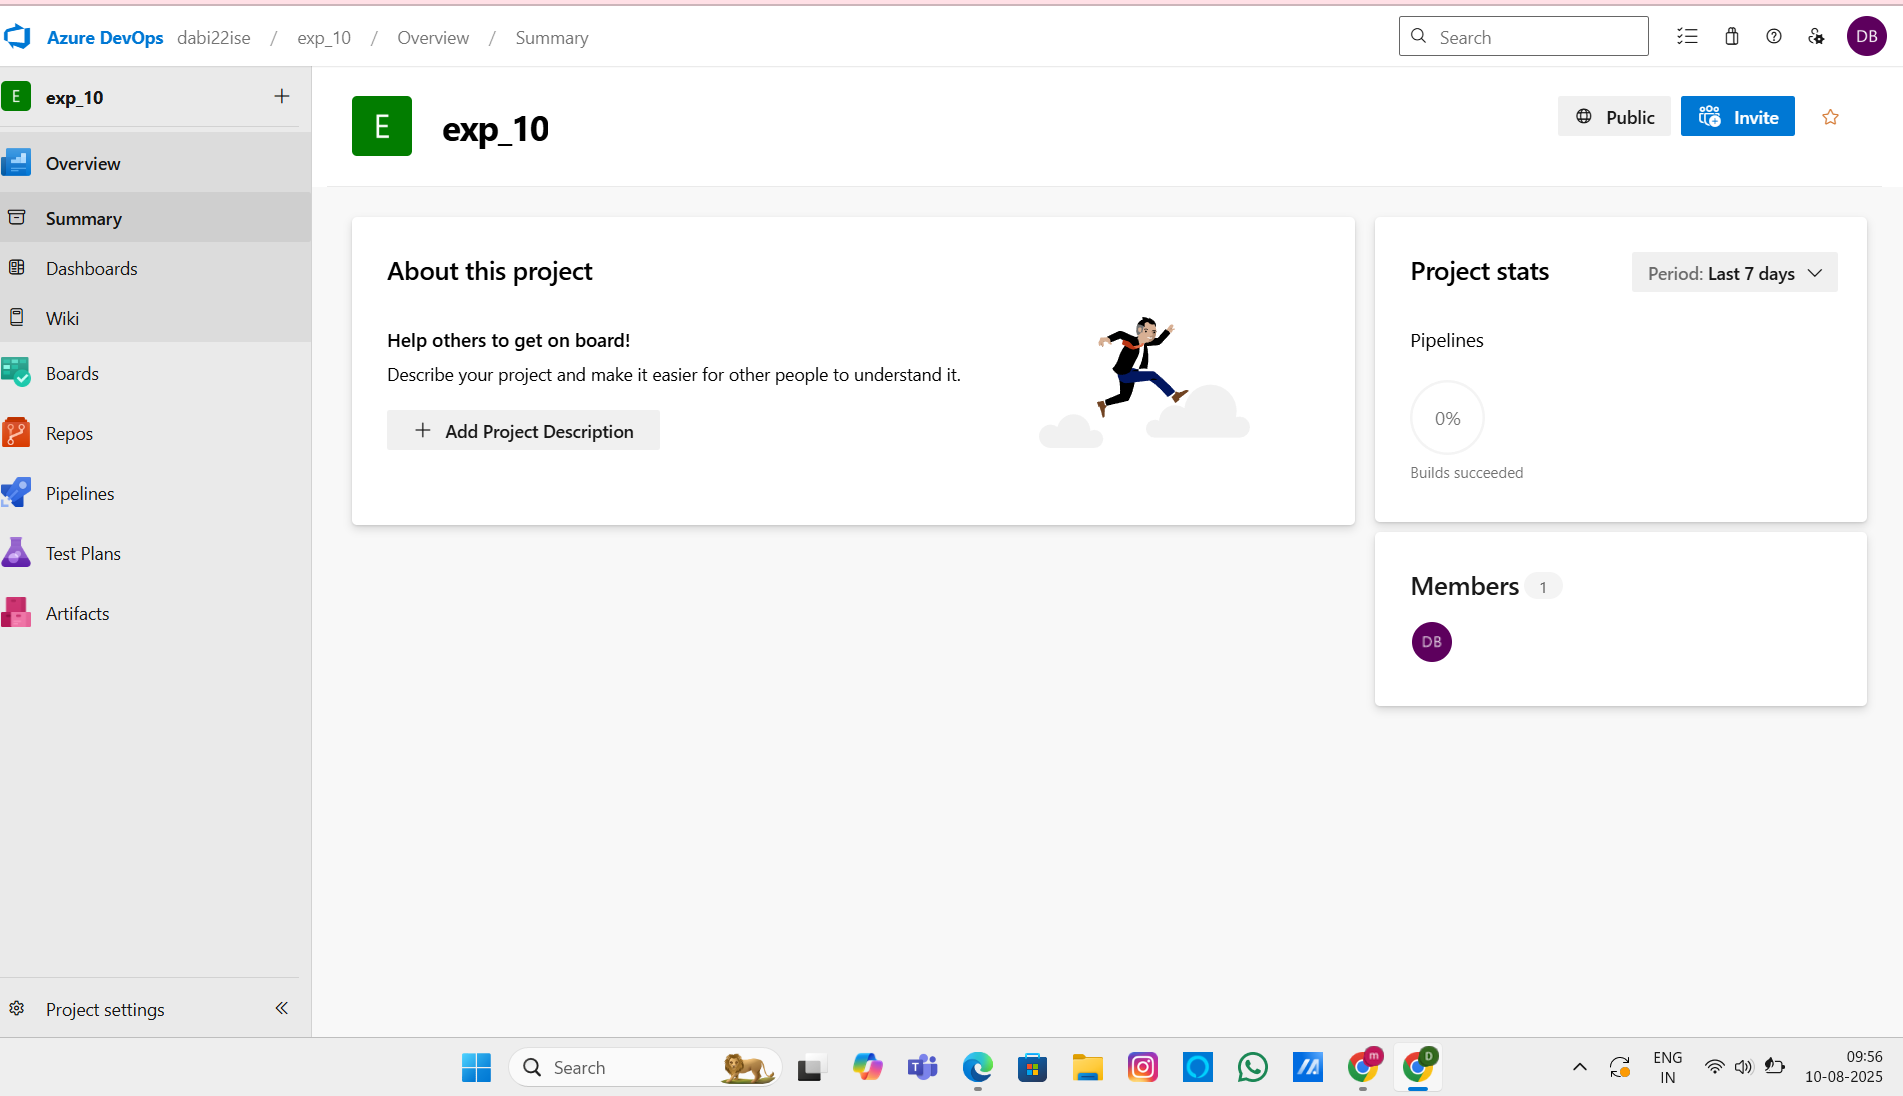 Azure DevOps dabi22ise / exp_10 / Overview / Summary
Search
DB
E exp_10
Overview
Summary
Dashboards
Wiki
Boards
Repos
Pipelines
Test Plans
Artifacts
Project settings
E exp_10
Public
Invite
About this project
Help others to get on board!
Describe your project and make it easier for other people to understand it.
Add Project Description
Project stats
Period: Last 7 days
Pipelines
0%
Builds succeeded
Members 1
DB
Search
T
m
D
ENG
IN
09:56
10-08-2025